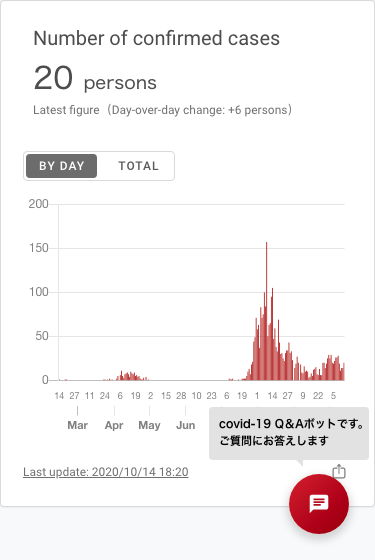 Number of confirmed cases
20 persons
Latest figure（Day-over-day change: +6 persons）
BY DAY TOTAL
200
150
100
50
0
14 27 11 24 6 19 2 15 28 10 23 6 19 1 14 27 9 22 5
Mar Apr May Jun
covid-19 Q&Aボットです。
ご質問にお答えします
Last update: 2020/10/14 18:20